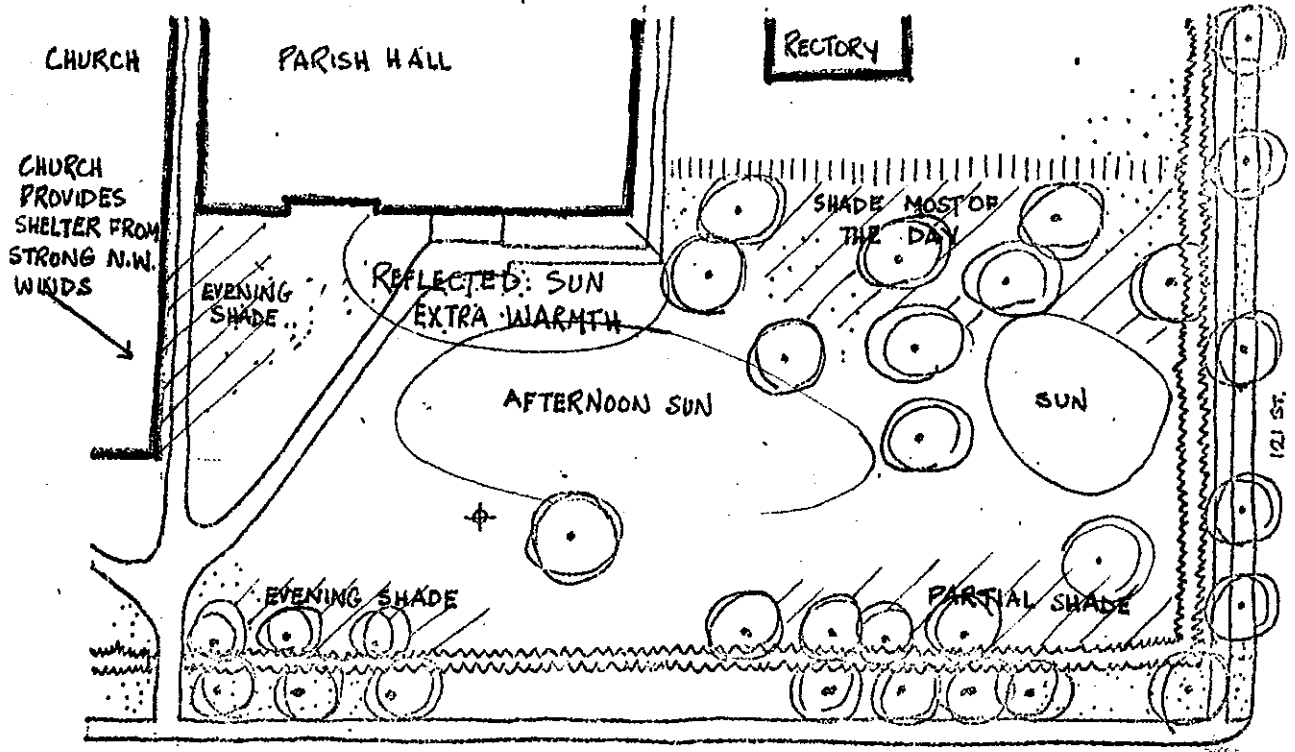 CHURCH
PARISH HALL
RECTORY
CHURCH
PROVIDES
SHELTER FROM
STRONG N.W.
WINDS
SHADE MOST OF
THE DAY
EVENING
SHADE
REFLECTED: SUN
EXTRA WARMTH
AFTERNOON SUN
SUN
121 ST.
EVENING SHADE
PARTIAL SHADE